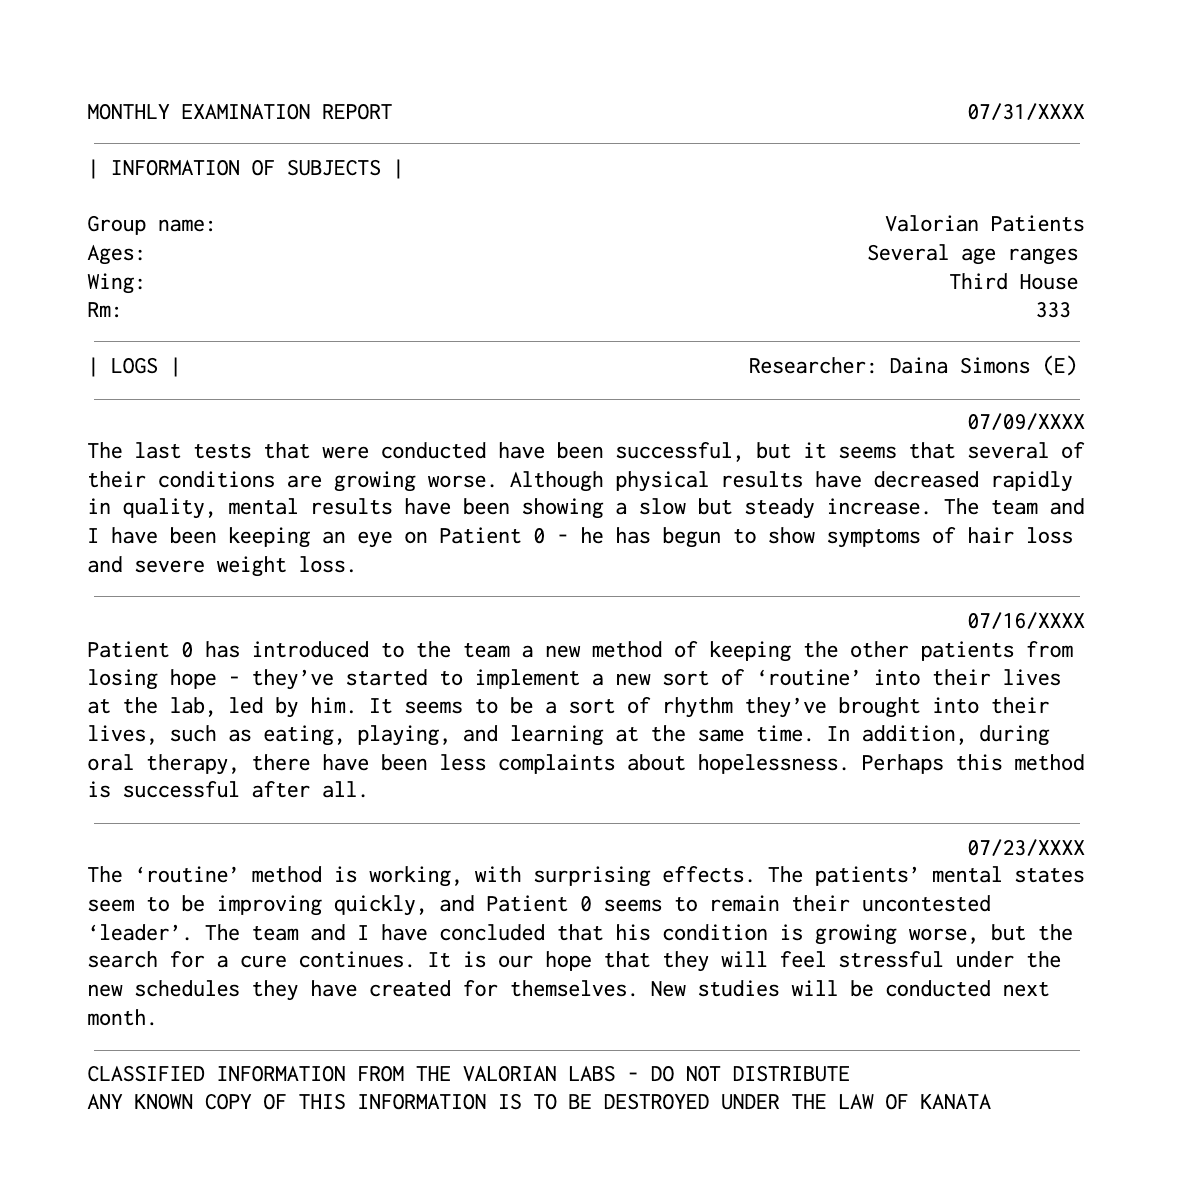 MONTHLY EXAMINATION REPORT 07/31/XXXX
| INFORMATION OF SUBJECTS |
Group name: Valorian Patients
Ages: Several age ranges
Wing: Third House
Rm: 333
| LOGS | Researcher: Daina Simons (E)
07/09/XXXX
The last tests that were conducted have been successful, but it seems that several of
their conditions are growing worse. Although physical results have decreased rapidly
in quality, mental results have been showing a slow but steady increase. The team and
I have been keeping an eye on Patient 0 - he has begun to show symptoms of hair loss
and severe weight loss.
07/16/XXXX
Patient 0 has introduced to the team a new method of keeping the other patients from
losing hope - they’ve started to implement a new sort of ‘routine’ into their lives
at the lab, led by him. It seems to be a sort of rhythm they’ve brought into their
lives, such as eating, playing, and learning at the same time. In addition, during
oral therapy, there have been less complaints about hopelessness. Perhaps this method
is successful after all.
07/23/XXXX
The ‘routine’ method is working, with surprising effects. The patients’ mental states
seem to be improving quickly, and Patient 0 seems to remain their uncontested
‘leader’. The team and I have concluded that his condition is growing worse, but the
search for a cure continues. It is our hope that they will feel stressful under the
new schedules they have created for themselves. New studies will be conducted next
month.
CLASSIFIED INFORMATION FROM THE VALORIAN LABS - DO NOT DISTRIBUTE
ANY KNOWN COPY OF THIS INFORMATION IS TO BE DESTROYED UNDER THE LAW OF KANATA